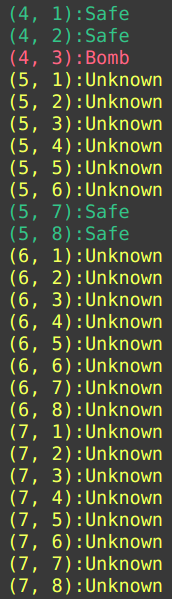 (4, 1):Safe
(4, 2):Safe
(4, 3):Bomb
(5, 1):Unknown
(5, 2):Unknown
(5, 3):Unknown
(5, 4):Unknown
(5, 5):Unknown
(5, 6):Unknown
(5, 7):Safe
(5, 8):Safe
(6, 1):Unknown
(6, 2):Unknown
(6, 3):Unknown
(6, 4):Unknown
(6, 5):Unknown
(6, 6):Unknown
(6, 7):Unknown
(6, 8):Unknown
(7, 1):Unknown
(7, 2):Unknown
(7, 3):Unknown
(7, 4):Unknown
(7, 5):Unknown
(7, 6):Unknown
(7, 7):Unknown
(7, 8):Unknown